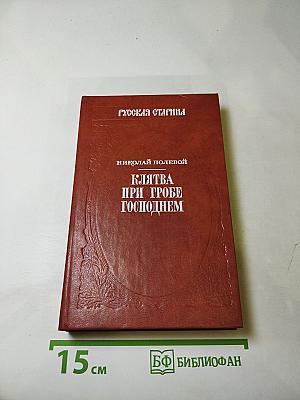 РУССКАЯ СТАРИНА
НИКОЛАЙ ПОЛЕВОЙ
КЛЯТВА
ПРИ ГРОБЕ
ГОСПОДНЕМ
15 см
БФ БИБЛИОФАН